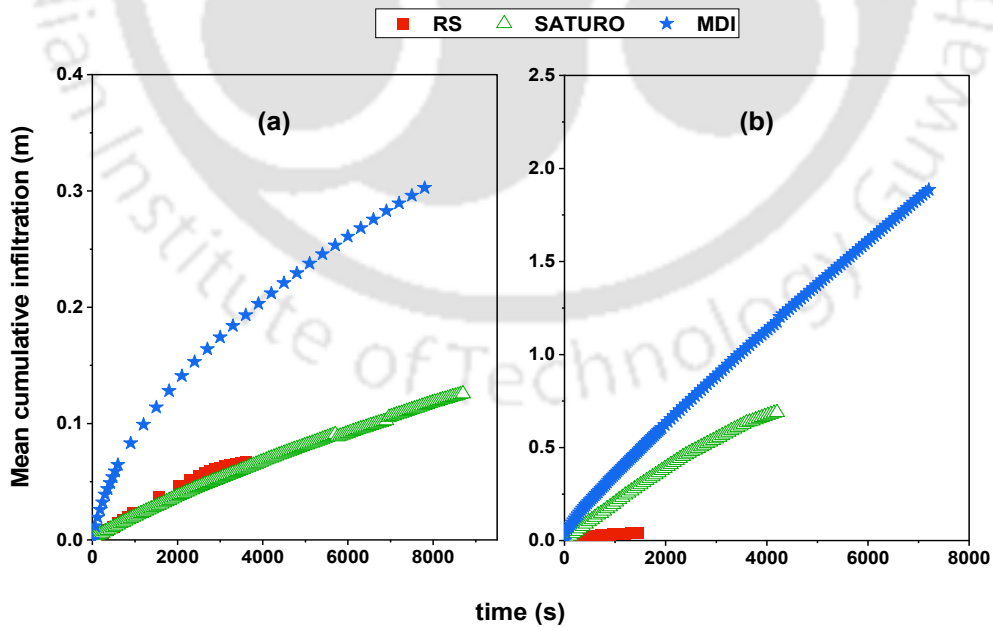 RS SATURO MDI
Mean cumulative infiltration (m)
(a)
0.4
0.3
0.2
0.1
0.0
0 2000 4000 6000 8000
(b)
2.5
2.0
1.5
1.0
0.5
0.0
0 2000 4000 6000 8000
time (s)
Indian Institute of Technology Guwah